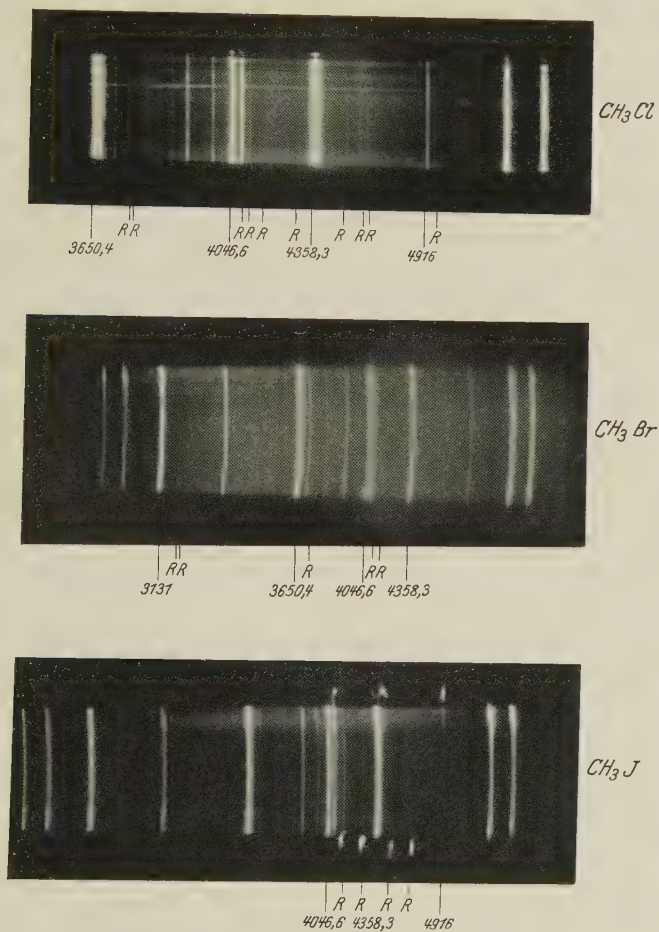 CH₃Cl
RR RRR R R RR R
3650,4 4046,6 4358,3 4916
CH₃Br
RR R RR
3131 3650,4 4046,6 4358,3
CH₃J
R R R R
4046,6 4358,3 4916